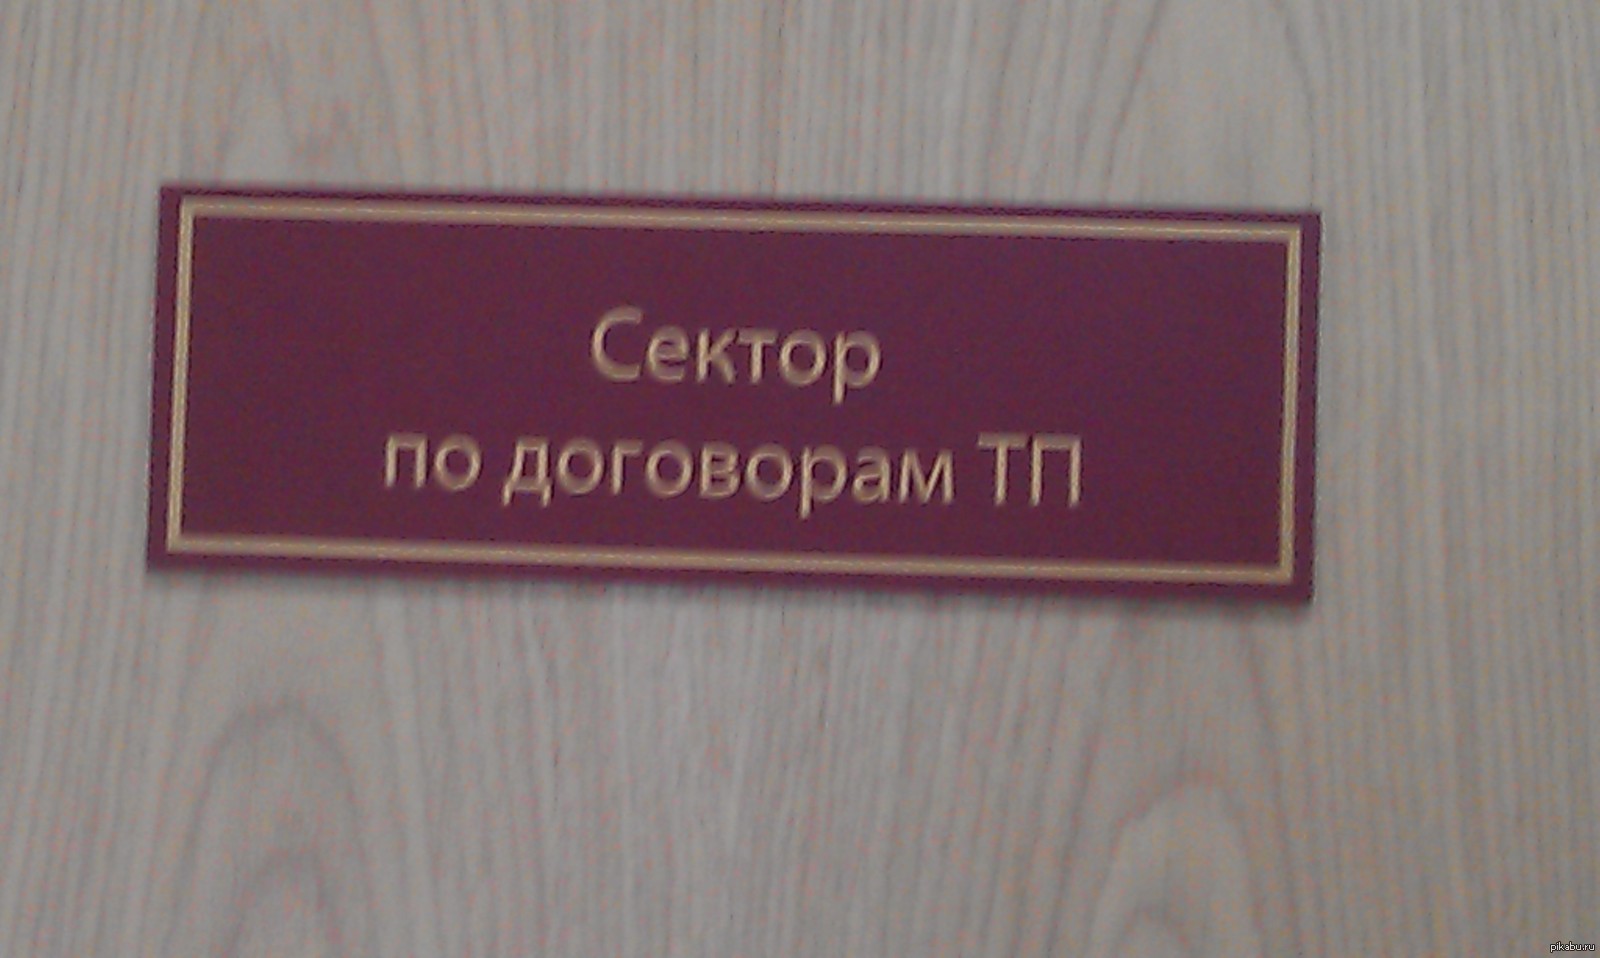 Сектор
по договорам ТП
pikabu.ru